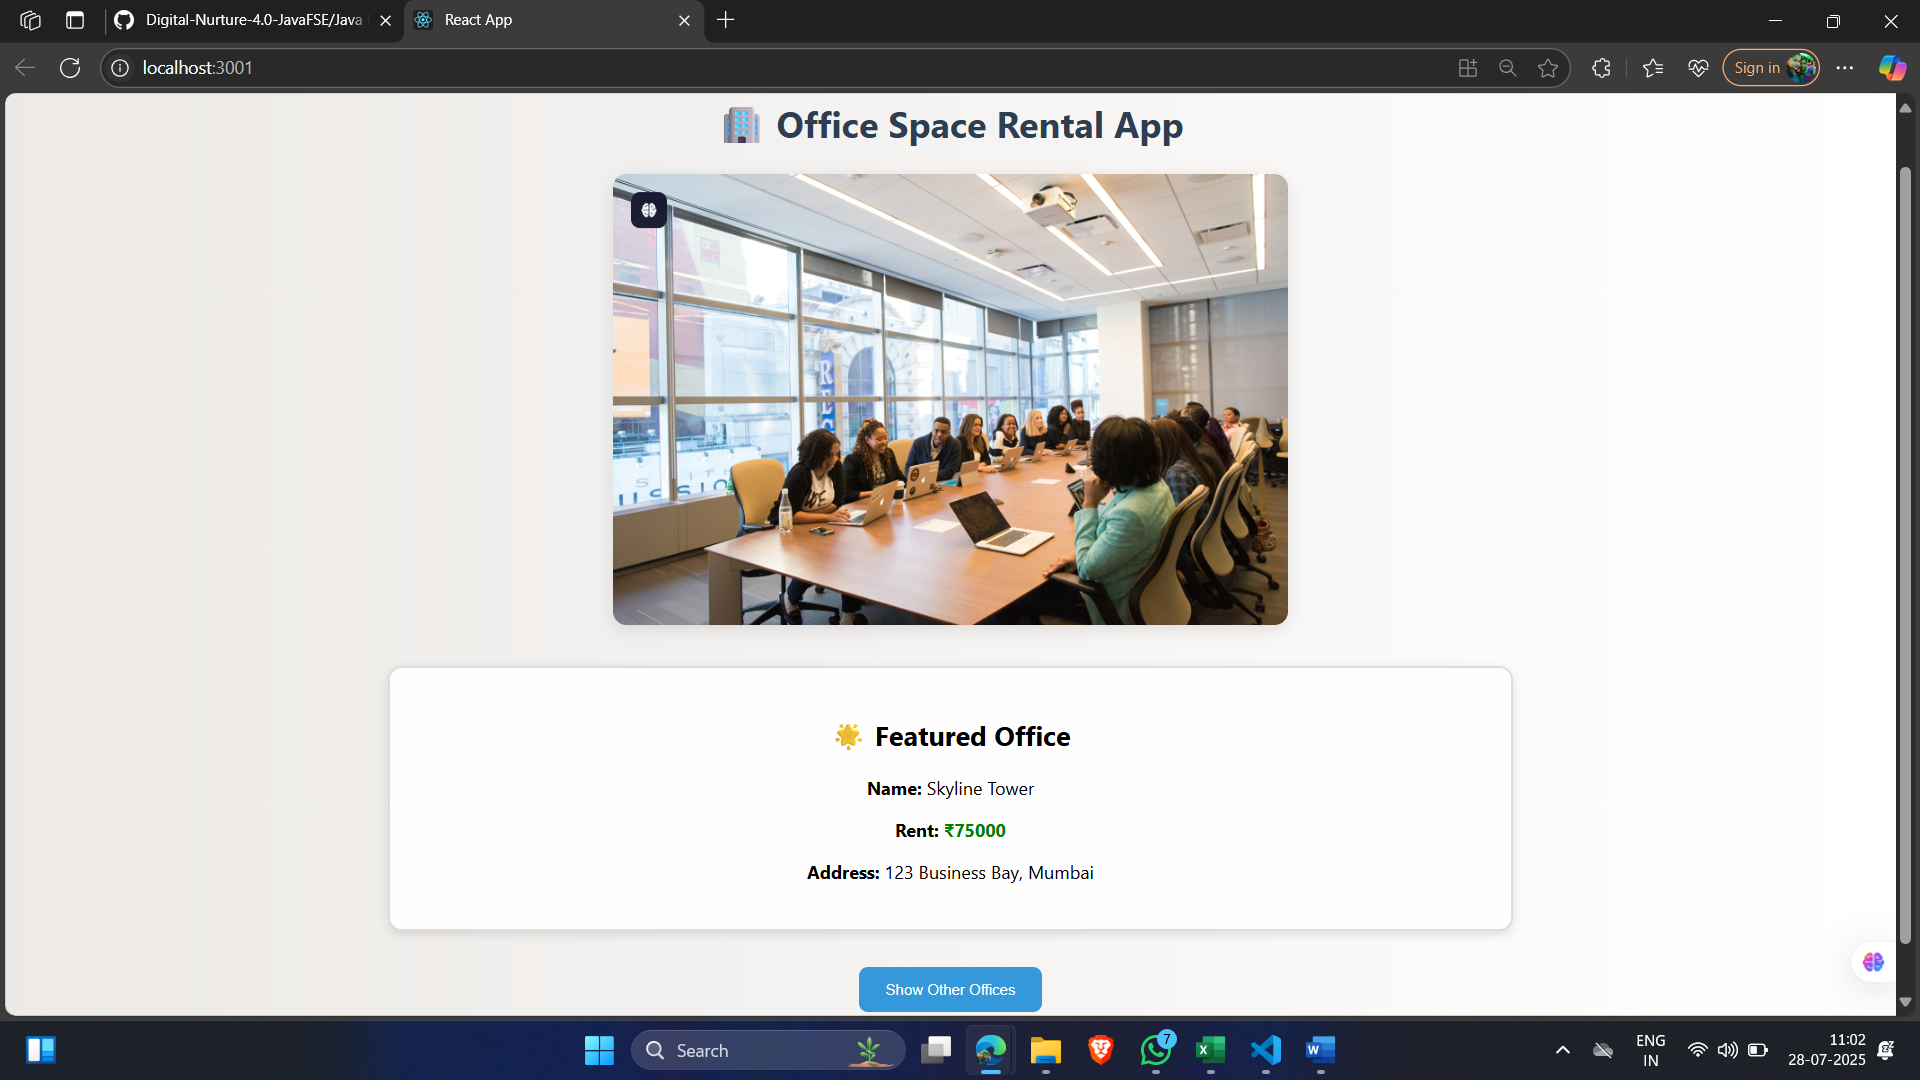 Digital-Nurture-4.0-JavaFSE/Java
React App
localhost:3001
Sign in
Office Space Rental App
Featured Office
Name: Skyline Tower
Rent: ₹75000
Address: 123 Business Bay, Mumbai
Show Other Offices
Search
7
ENG
IN
11:02
28-07-2025